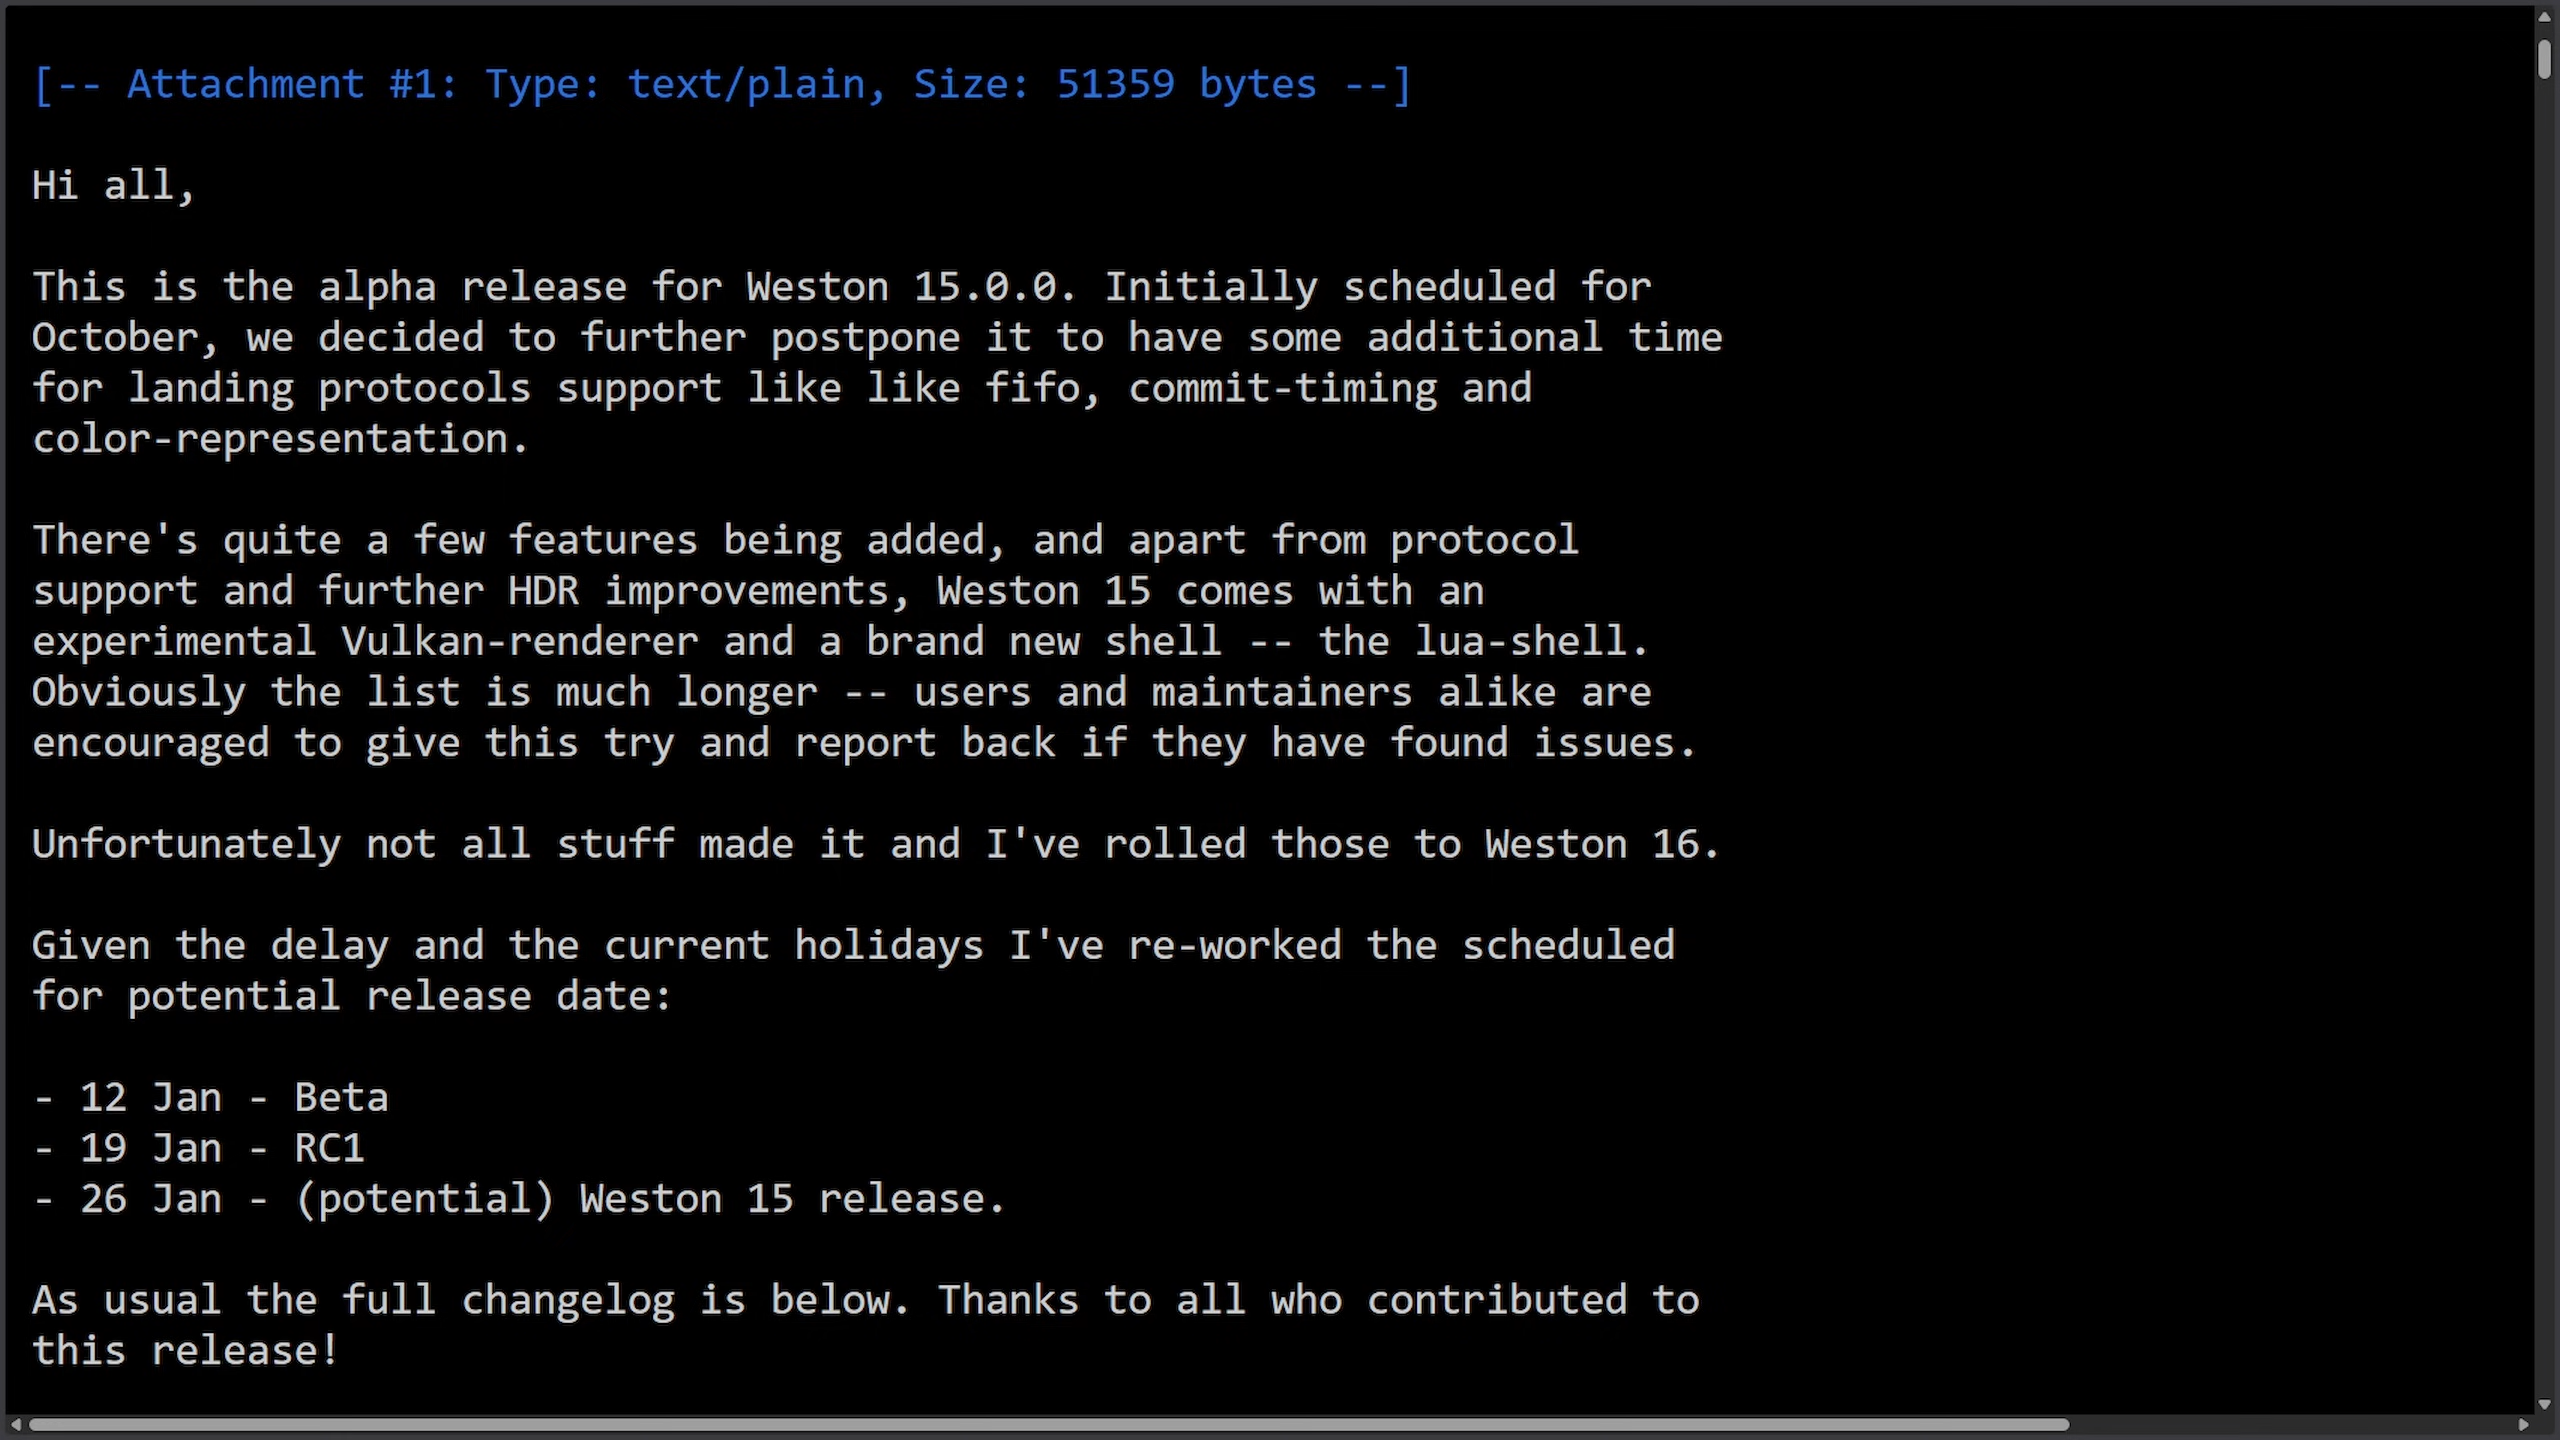 [-- Attachment #1: Type: text/plain, Size: 51359 bytes --]
Hi all,
This is the alpha release for Weston 15.0.0. Initially scheduled for
October, we decided to further postpone it to have some additional time
for landing protocols support like like fifo, commit-timing and
color-representation.
There's quite a few features being added, and apart from protocol
support and further HDR improvements, Weston 15 comes with an
experimental Vulkan-renderer and a brand new shell -- the lua-shell.
Obviously the list is much longer -- users and maintainers alike are
encouraged to give this try and report back if they have found issues.
Unfortunately not all stuff made it and I've rolled those to Weston 16.
Given the delay and the current holidays I've re-worked the scheduled
for potential release date:
- 12 Jan - Beta
- 19 Jan - RC1
- 26 Jan - (potential) Weston 15 release.
As usual the full changelog is below. Thanks to all who contributed to
this release!